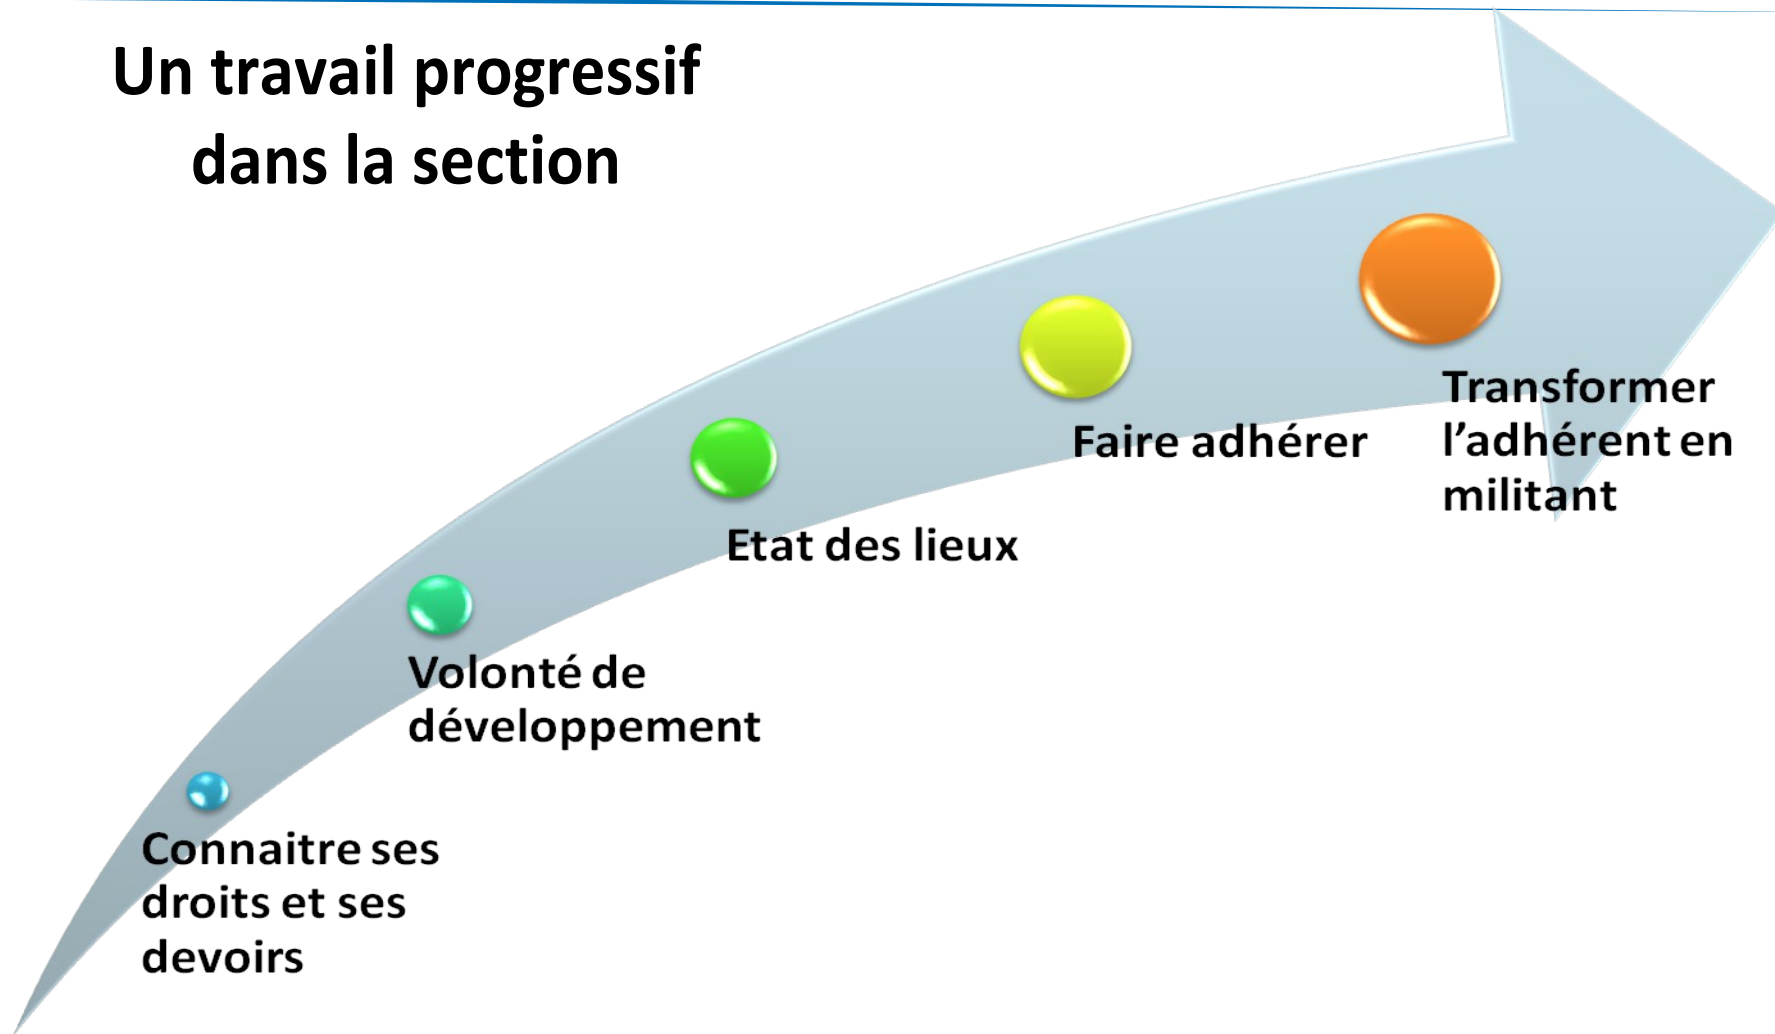 Un travail progressif
dans la section
Connaitre ses
droits et ses
devoirs
Volonté de
développement
Etat des lieux
Faire adhérer
Transformer
l’adhérent en
militant